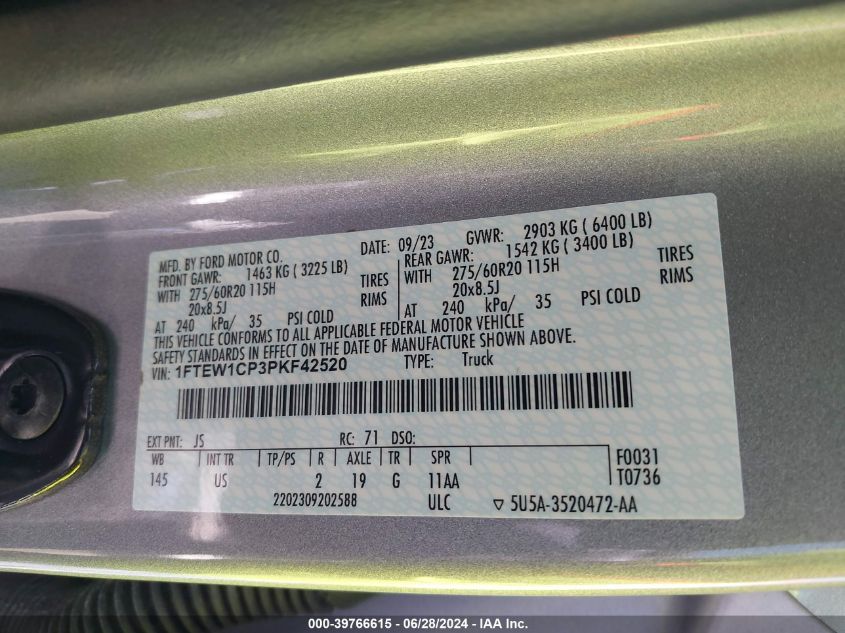 MFD. BY FORD MOTOR CO. DATE: 09/23 GVWR: 2903 KG ( 6400 LB)
FRONT GAWR: 1463 KG ( 3225 LB) REAR GAWR: 1542 KG ( 3400 LB)
WITH 275/60R20 115H TIRES WITH 275/60R20 115H TIRES
20x8.5J RIMS 20x8.5J RIMS
AT 240 kPa/ 35 PSI COLD AT 240 kPa/ 35 PSI COLD
THIS VEHICLE CONFORMS TO ALL APPLICABLE FEDERAL MOTOR VEHICLE
SAFETY STANDARDS IN EFFECT ON THE DATE OF MANUFACTURE SHOWN ABOVE.
VIN: 1FTEW1CP3PKF42520 TYPE: Truck
EXT PNT: JS RC: 71 DSO:
WB INT TR TP/PS R AXLE TR SPR F0031
145 US 2 19 G 11AA T0736
2202309202588 ULC ▽ 5U5A-3520472-AA
000-39766615 - 06/28/2024 - IAA Inc.